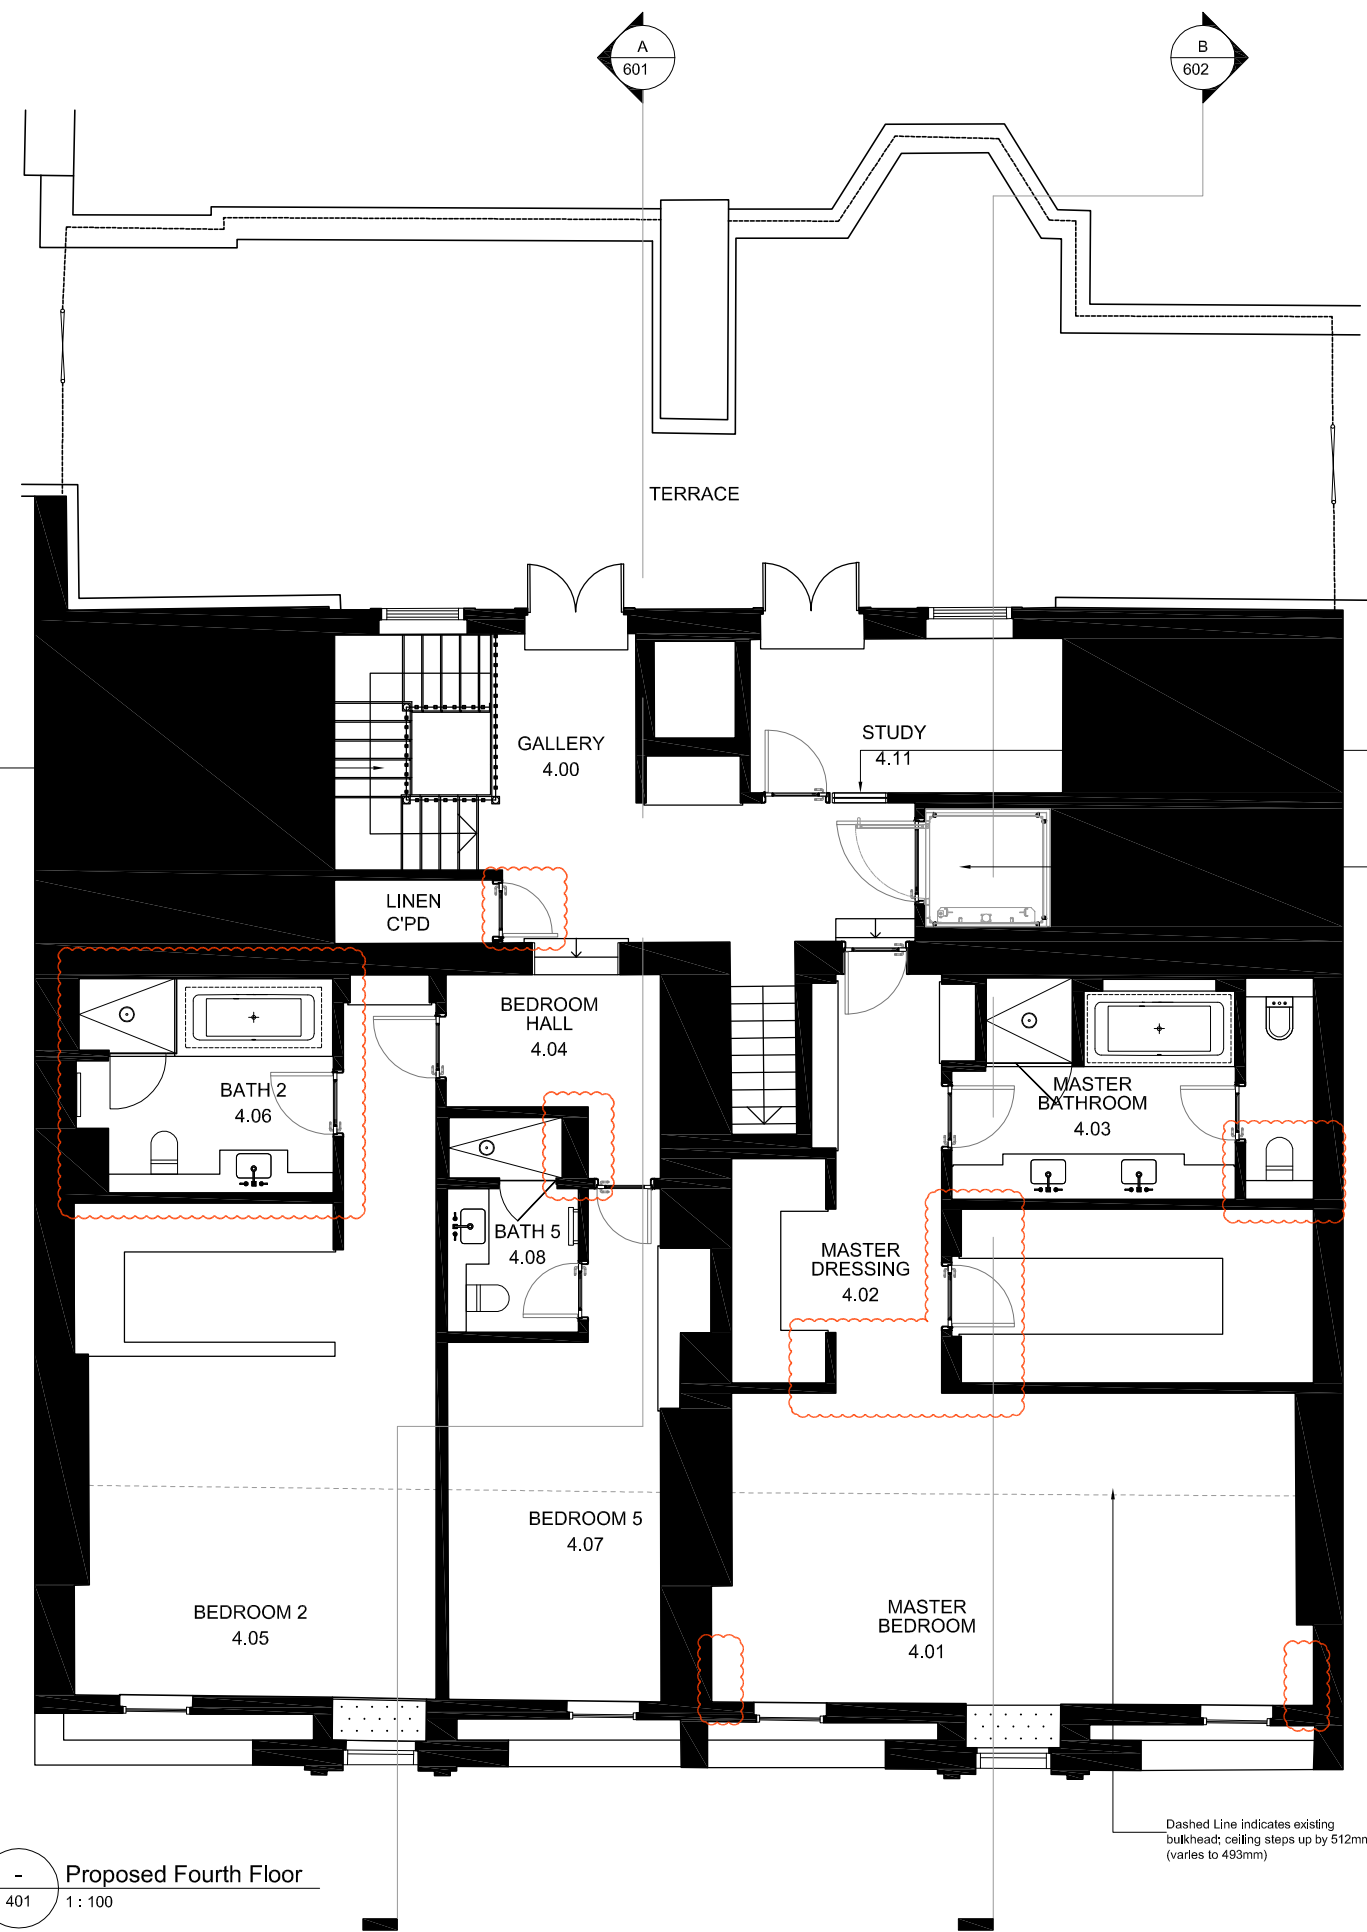 A
601
B
602
TERRACE
GALLERY
4.00
STUDY
4.11
LINEN
C'PD
BEDROOM
HALL
4.04
BATH 2
4.06
MASTER
BATHROOM
4.03
BATH 5
4.08
MASTER
DRESSING
4.02
BEDROOM 5
4.07
BEDROOM 2
4.05
MASTER
BEDROOM
4.01
Dashed Line indicates existing
bulkhead; ceiling steps up by 512mm
(varies to 493mm)
-
401
Proposed Fourth Floor
1 : 100